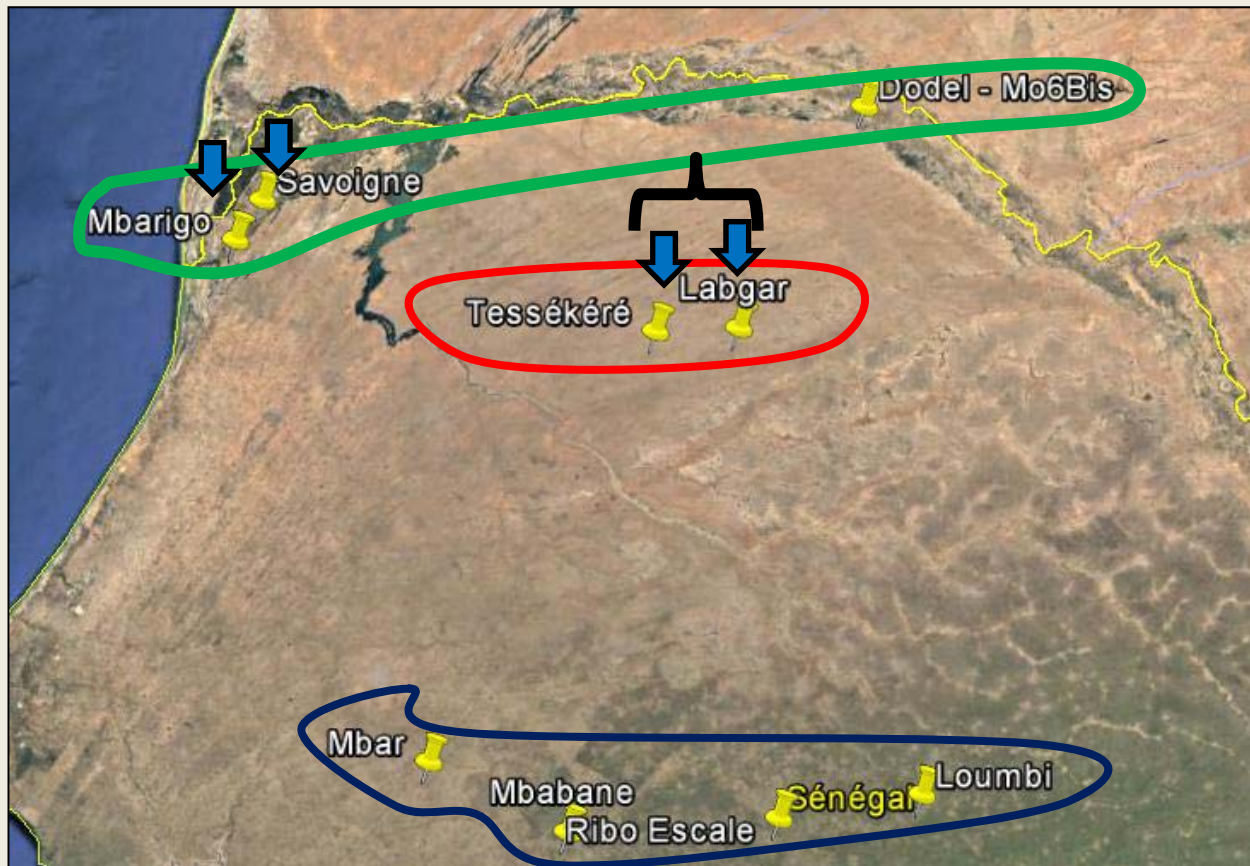 Dodel - Mo6Bis
Savoigne
Mbarigo
Labgar
Tessékéré
Mbar
Mbabane
Sénégal
Loumbi
Ribo Escale